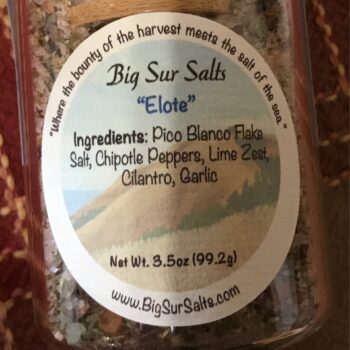 "Where the bounty of the harvest meets the salt of the sea."
Big Sur Salts
"Elote"
Ingredients: Pico Blanco Flake
Salt, Chipotle Peppers, Lime Zest,
Cilantro, Garlic
Net Wt. 3.5oz (99.2g)
www.BigSurSalts.com